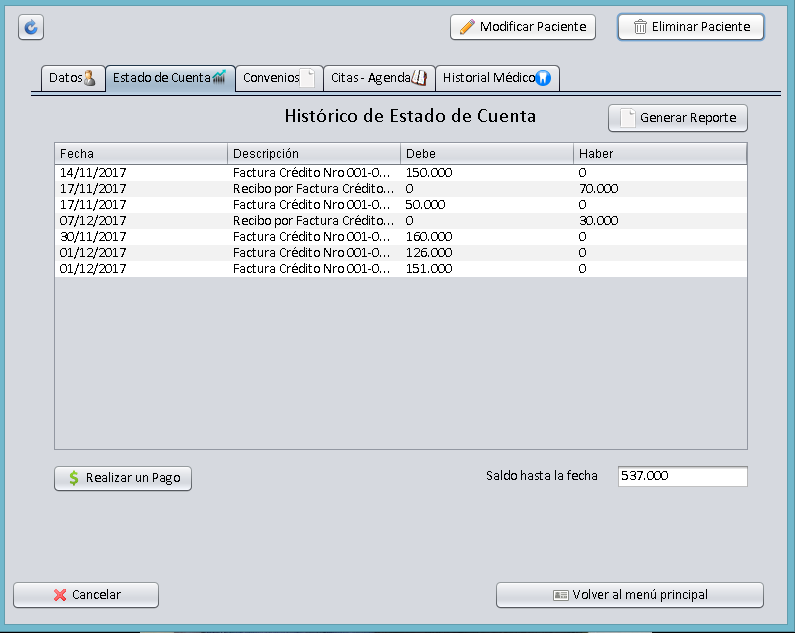 Modificar Paciente Eliminar Paciente
Datos Estado de Cuenta Convenios Citas - Agenda Historial Médico
Histórico de Estado de Cuenta Generar Reporte
Fecha Descripción Debe Haber
14/11/2017 Factura Crédito Nro 001-0... 150.000 0
17/11/2017 Recibo por Factura Crédito... 0 70.000
17/11/2017 Factura Crédito Nro 001-0... 50.000 0
07/12/2017 Recibo por Factura Crédito... 0 30.000
30/11/2017 Factura Crédito Nro 001-0... 160.000 0
01/12/2017 Factura Crédito Nro 001-0... 126.000 0
01/12/2017 Factura Crédito Nro 001-0... 151.000 0
$ Realizar un Pago Saldo hasta la fecha 537.000
Cancelar Volver al menú principal